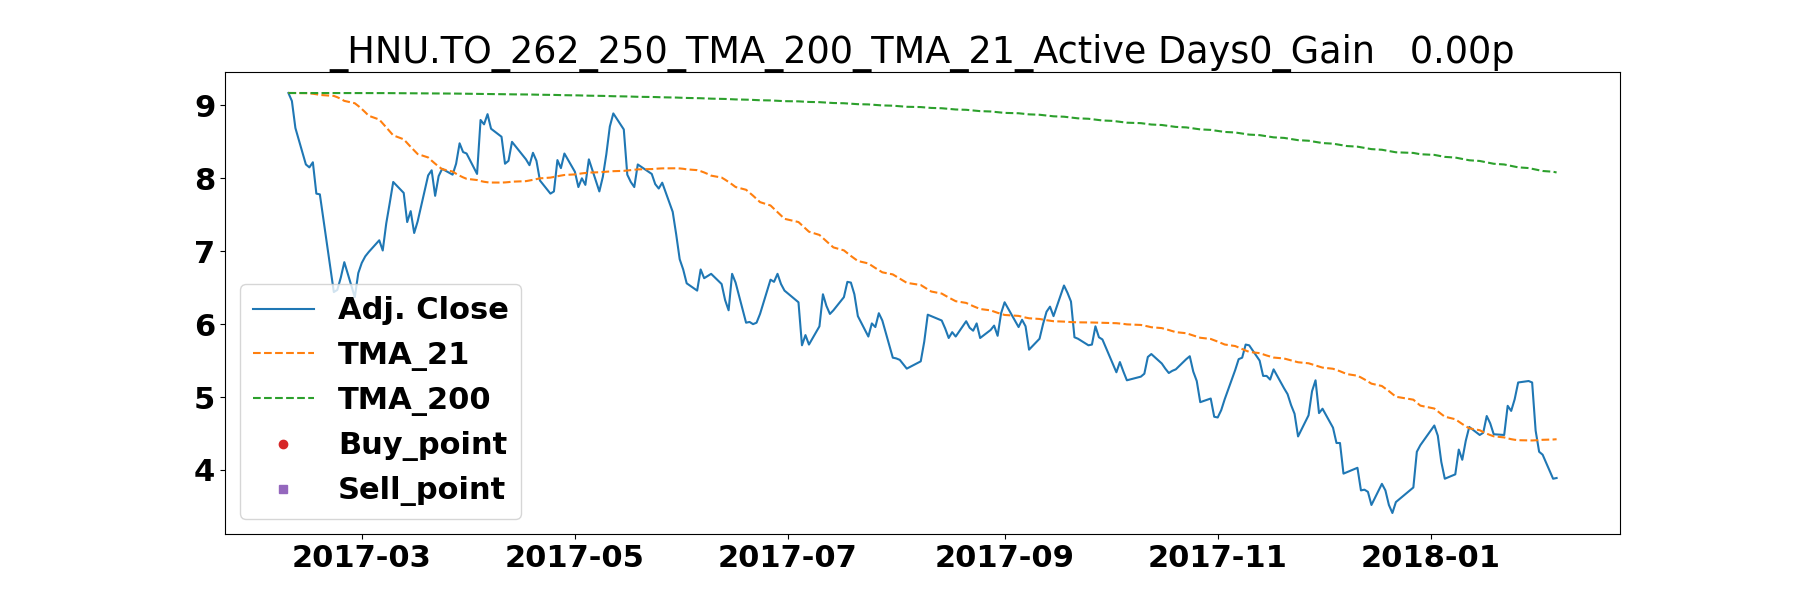 _HNU.TO_262_250_TMA_200_TMA_21_Active Days0_Gain   0.00p
9
8
7
6
5
4
Adj. Close
TMA_21
TMA_200
Buy_point
Sell_point
2017-03 2017-05 2017-07 2017-09 2017-11 2018-01